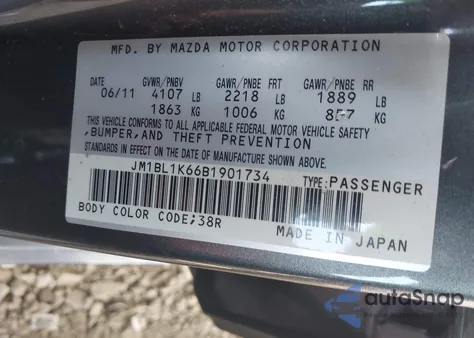 MFD. BY MAZDA MOTOR CORPORATION
DATE GVWR/PNBV GAWR/PNBE FRT GAWR/PNBE RR
06/11 4107 LB 2218 LB 1889 LB
1863 KG 1006 KG 857 KG
THIS VEHICLE CONFORMS TO ALL APPLICABLE FEDERAL MOTOR VEHICLE SAFETY
,BUMPER,AND THEFT PREVENTION
STANDARDS IN EFFECT ON THE DATE OF MANUFACTURE SHOWN ABOVE.
JM1BL1K66B1901734 TYPE:PASSENGER
BODY COLOR CODE;38R
MADE IN JAPAN
autoSnap